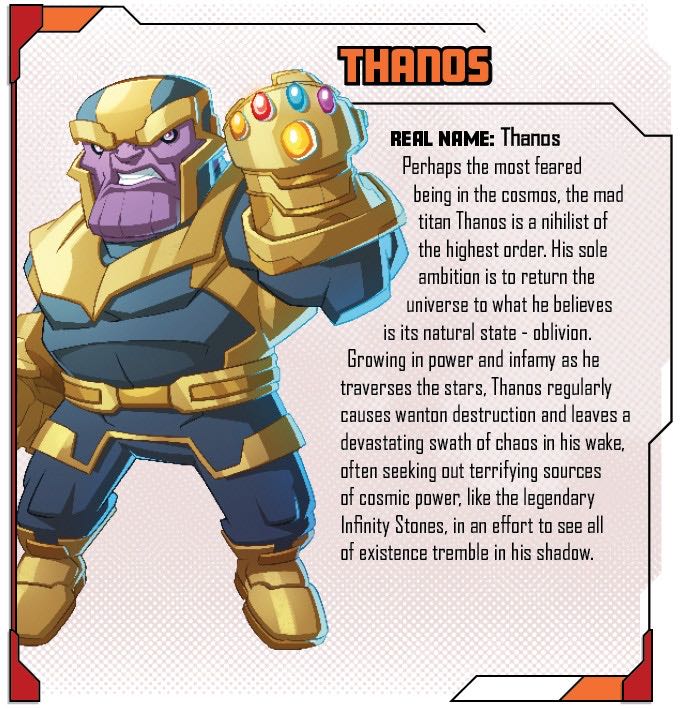 THANOS
REAL NAME: Thanos
Perhaps the most feared
being in the cosmos, the mad
titan Thanos is a nihilist of
the highest order. His sole
ambition is to return the
universe to what he believes
is its natural state - oblivion.
Growing in power and infamy as he
traverses the stars, Thanos regularly
causes wanton destruction and leaves a
devastating swath of chaos in his wake,
often seeking out terrifying sources
of cosmic power, like the legendary
Infinity Stones, in an effort to see all
of existence tremble in his shadow.